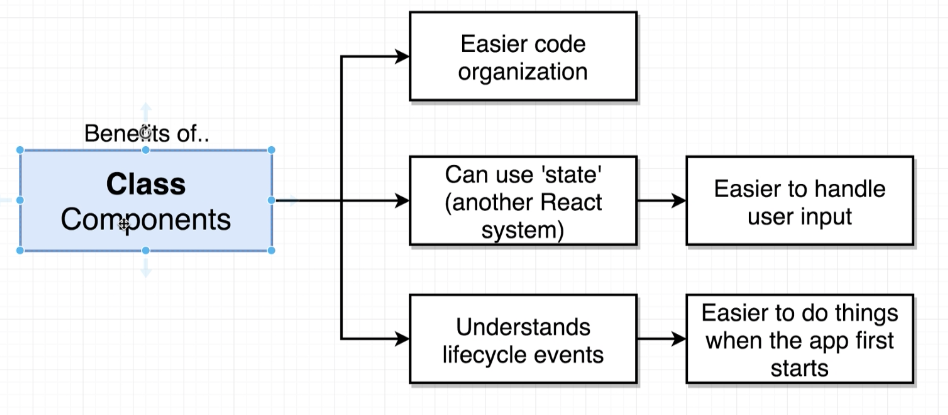 Easier code
organization
Benefits of..
Class
Components
Can use 'state'
(another React
system)
Easier to handle
user input
Understands
lifecycle events
Easier to do things
when the app first
starts